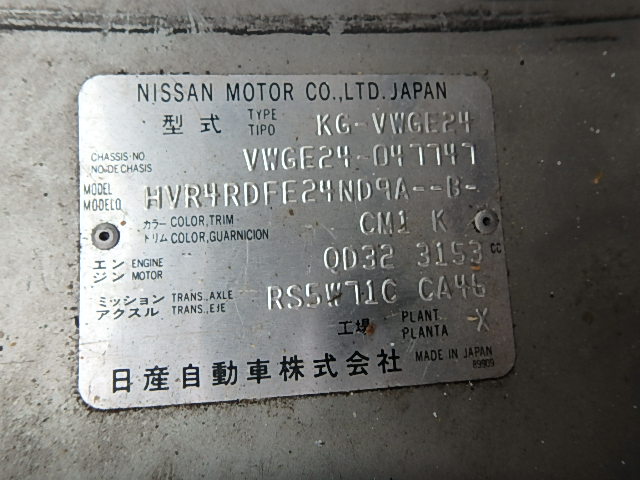 NISSAN MOTOR CO.,LTD. JAPAN
型式 TYPE TIPO KG-VWGE24
CHASSIS·NO. NO·DE CHASIS VWGE24-047747
MODEL MODELO HVR4RDFE24ND9A--B-
カラー COLOR,TRIM トリム COLOR,GUARNICION CM1 K
エンジン ENGINE MOTOR QD32 3153 cc
ミッション TRANS.,AXLE アクスル TRANS.,EJE RS5W71C CA46
工場 PLANT PLANTA X
日産自動車株式会社 MADE IN JAPAN
89909